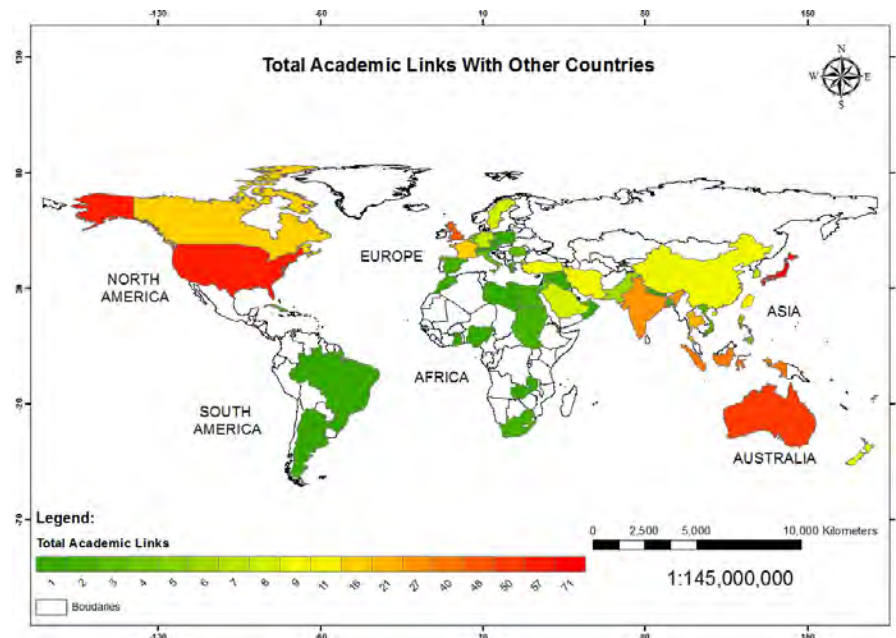 -130 -60 10 80 150
130
Total Academic Links With Other Countries
N
W E
S
80
EUROPE
NORTH
AMERICA
30
ASIA
AFRICA
-20
SOUTH
AMERICA
AUSTRALIA
-70
Legend:
Total Academic Links
0 2,500 5,000 10,000 Kilometers
1 2 3 4 5 6 7 8 9 11 16 21 27 40 48 50 57 71
1:145,000,000
Boudaries
-130 -60 10 80 150